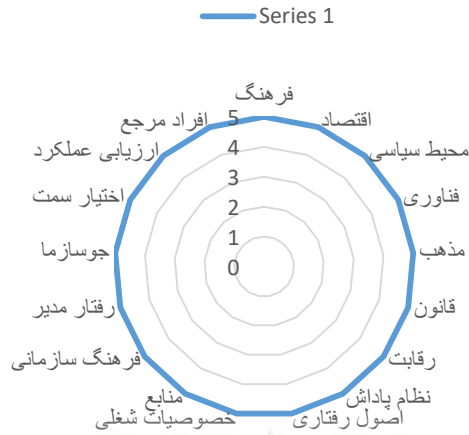 Series 1
فرهنگ
اقتصاد
محیط سیاسی
فناوری
مذهب
قانون
رقابت
نظام پاداش
اصول رفتاری
خصوصیات شغلی
منابع
فرهنگ سازمانی
رفتار مدیر
جوسازما
اختیار سمت
ارزیابی عملکرد
افراد مرجع
5
4
3
2
1
0